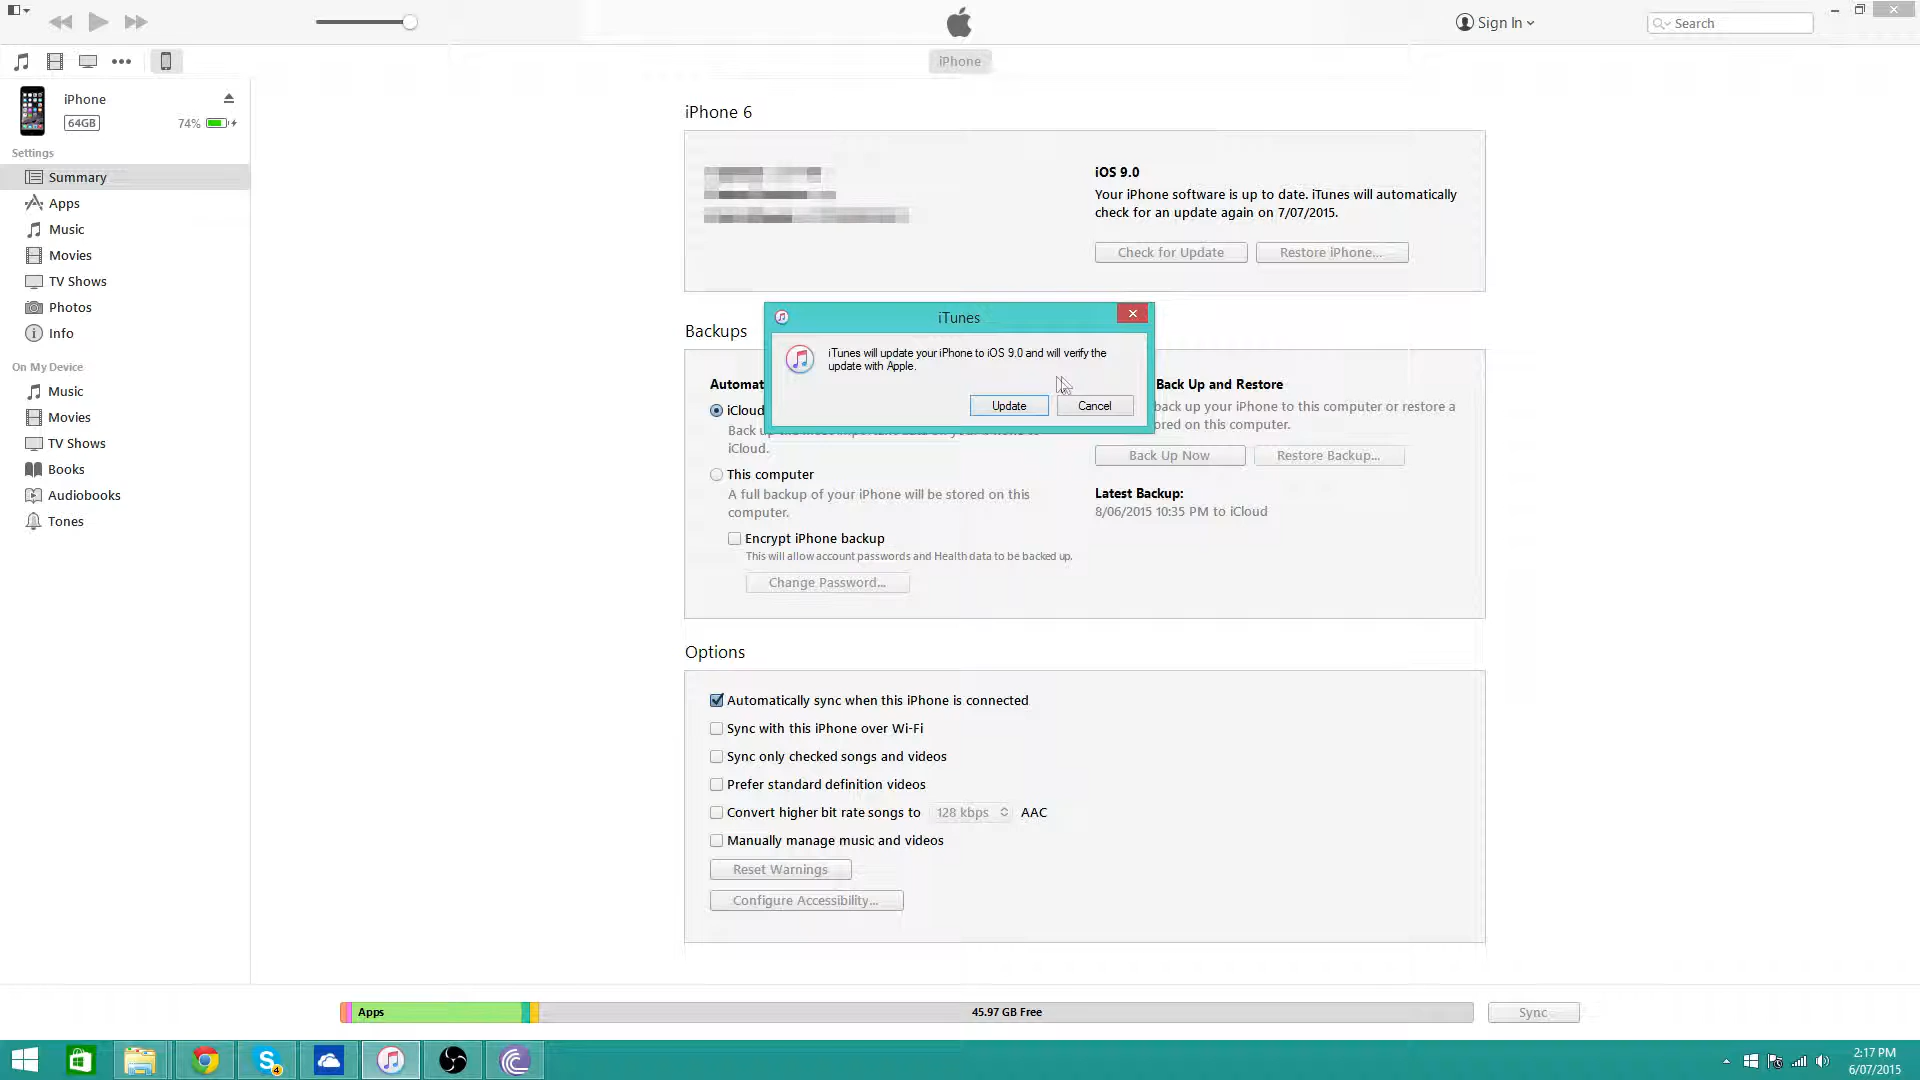 Sign In
Search
iPhone
iPhone
64GB
74%
Settings
Summary
Apps
Music
Movies
TV Shows
Photos
Info
On My Device
Music
Movies
TV Shows
Books
Audiobooks
Tones
iPhone 6
iOS 9.0
Your iPhone software is up to date. iTunes will automatically
check for an update again on 7/07/2015.
Check for Update
Restore iPhone...
iTunes
iTunes will update your iPhone to iOS 9.0 and will verify the
update with Apple.
Update
Cancel
Backups
Automat
iCloud
Back up
iCloud.
This computer
A full backup of your iPhone will be stored on this
computer.
Encrypt iPhone backup
This will allow account passwords and Health data to be backed up.
Change Password...
Back Up and Restore
back up your iPhone to this computer or restore a
ored on this computer.
Back Up Now
Restore Backup...
Latest Backup:
8/06/2015 10:35 PM to iCloud
Options
Automatically sync when this iPhone is connected
Sync with this iPhone over Wi-Fi
Sync only checked songs and videos
Prefer standard definition videos
Convert higher bit rate songs to 128 kbps AAC
Manually manage music and videos
Reset Warnings
Configure Accessibility...
Apps
45.97 GB Free
Sync
4
2:17 PM
6/07/2015